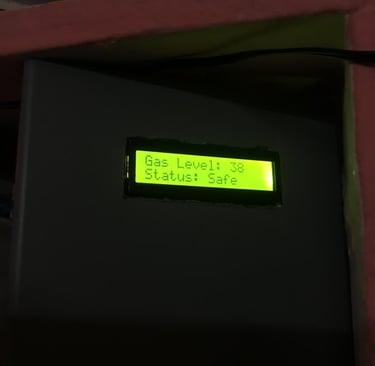 Gas Level: 38
Status: Safe